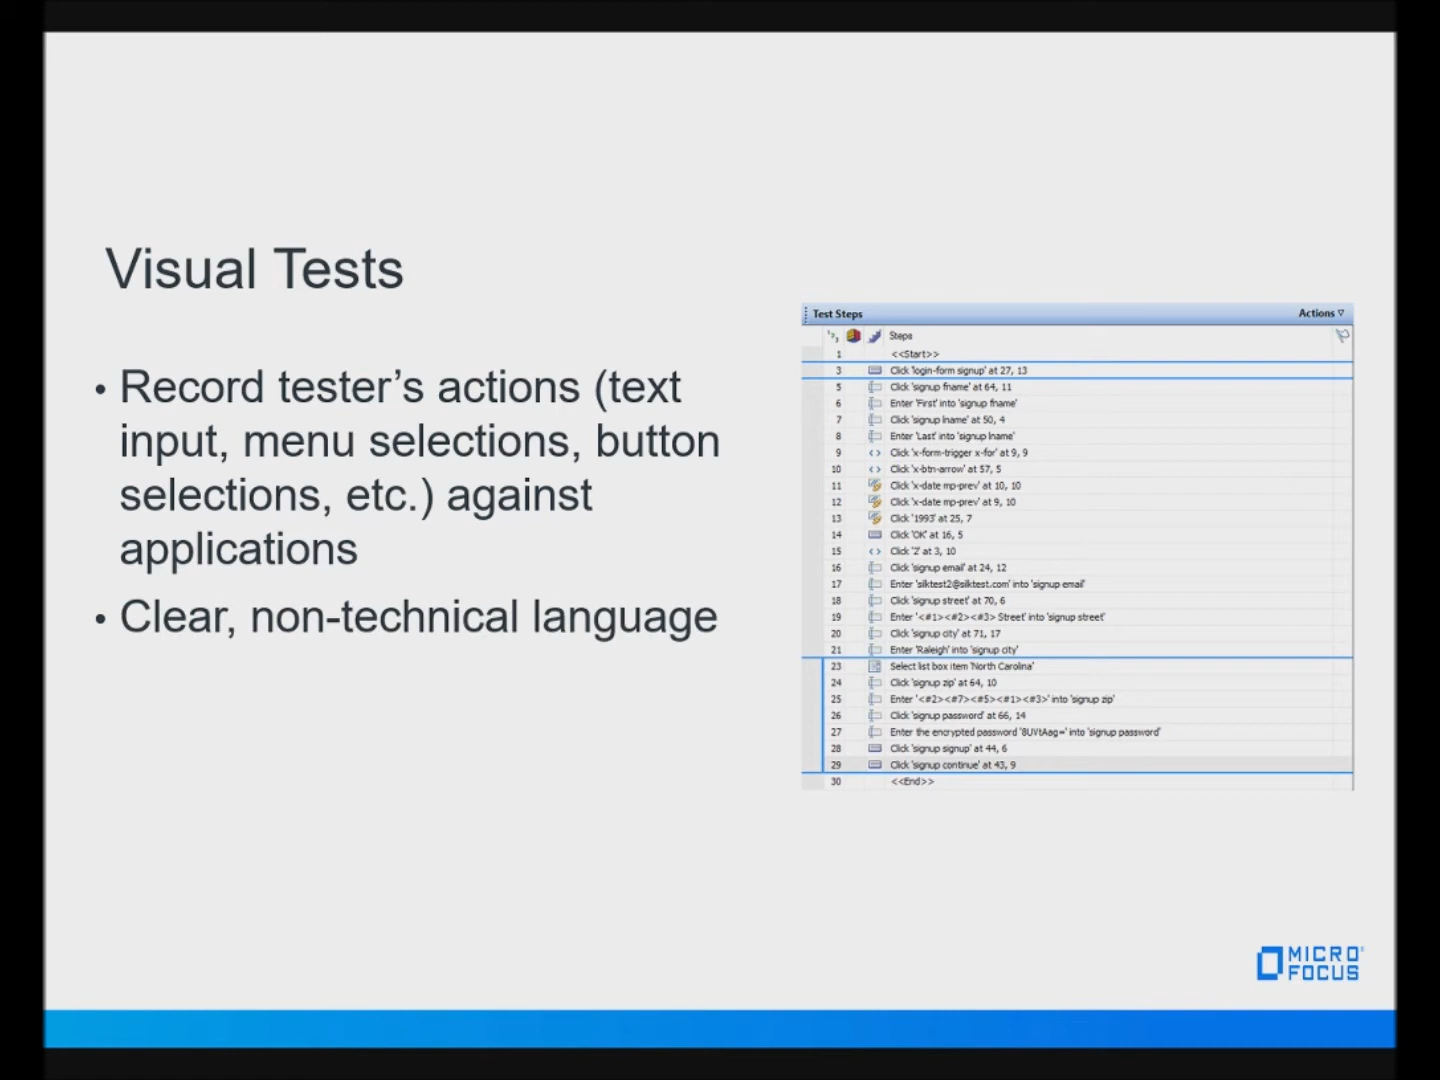 Visual Tests
• Record tester’s actions (text
input, menu selections, button
selections, etc.) against
applications
• Clear, non-technical language
Test Steps Actions
Steps
1 <<Start>>
3 Click 'login-form signup' at 27, 13
5 Click 'signup fname' at 64, 11
6 Enter 'First' into 'signup fname'
7 Click 'signup lname' at 50, 4
8 Enter 'Last' into 'signup lname'
9 Click 'x-form-trigger x-for' at 9, 9
10 Click 'x-btn-arrow' at 57, 5
11 Click 'x-date mp-prev' at 10, 10
12 Click 'x-date mp-prev' at 9, 10
13 Click '1993' at 25, 7
14 Click 'OK' at 16, 5
15 Click '2' at 3, 10
16 Click 'signup email' at 24, 12
17 Enter 'silktest2@silktest.com' into 'signup email'
18 Click 'signup street' at 70, 6
19 Enter '<#1><#2><#3> Street' into 'signup street'
20 Click 'signup city' at 71, 17
21 Enter 'Raleigh' into 'signup city'
23 Select list box item 'North Carolina'
24 Click 'signup zip' at 64, 10
25 Enter '<#2><#7><#5><#1><#3>' into 'signup zip'
26 Click 'signup password' at 66, 14
27 Enter the encrypted password '8UVtAag=' into 'signup password'
28 Click 'signup signup' at 44, 6
29 Click 'signup continue' at 43, 9
30 <<End>>
MICRO
FOCUS